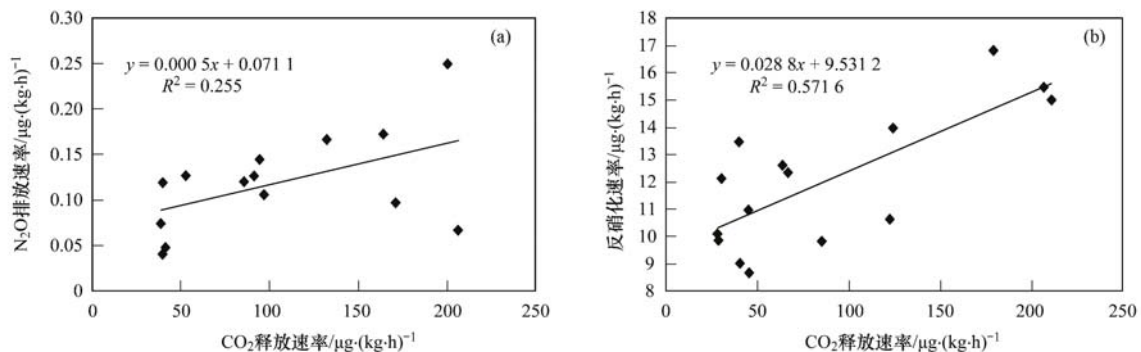 0.30
0.25
0.20
0.15
0.10
0.05
0
N₂O排放速率/μg·(kg·h)⁻¹
(a)
y = 0.000 5x + 0.071 1
R² = 0.255
0 50 100 150 200 250
CO₂释放速率/μg·(kg·h)⁻¹
18
17
16
15
14
13
12
11
10
9
8
反硝化速率/μg·(kg·h)⁻¹
(b)
y = 0.028 8x + 9.531 2
R² = 0.571 6
0 50 100 150 200 250
CO₂释放速率/μg·(kg·h)⁻¹